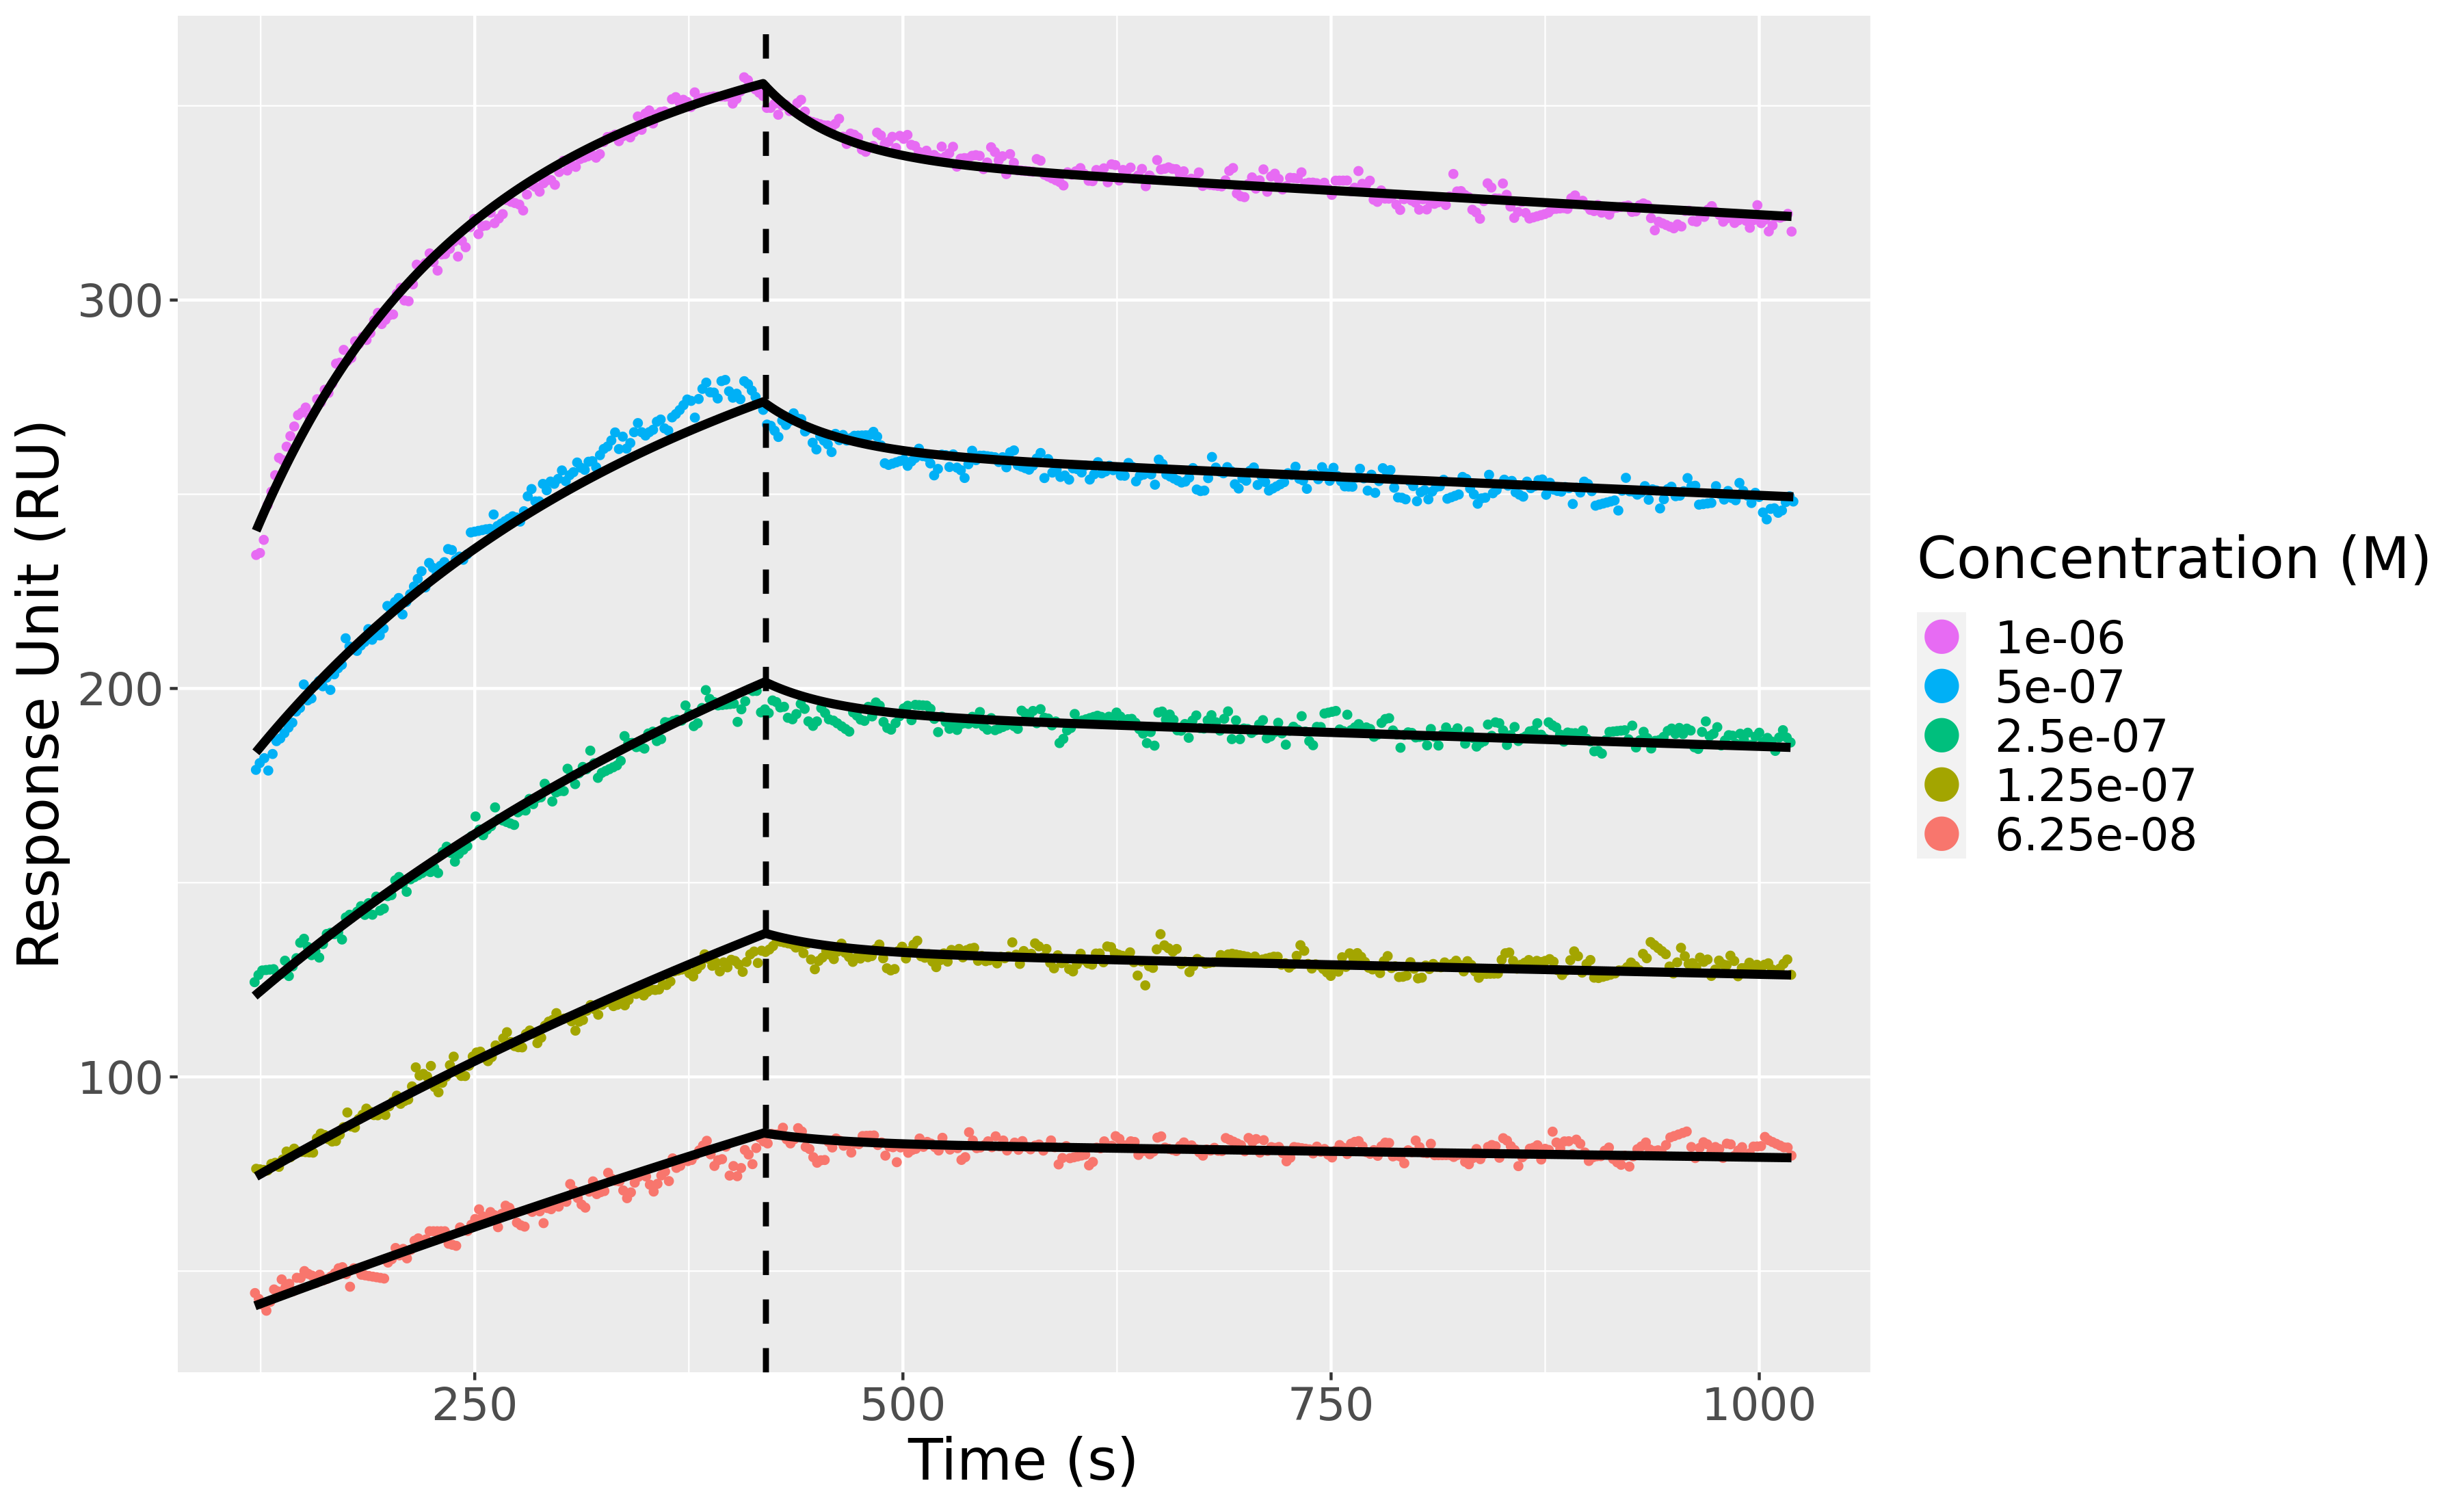 Response Unit (RU)
300
200
100
250
500
750
1000
Time (s)
Concentration (M)
1e-06
5e-07
2.5e-07
1.25e-07
6.25e-08